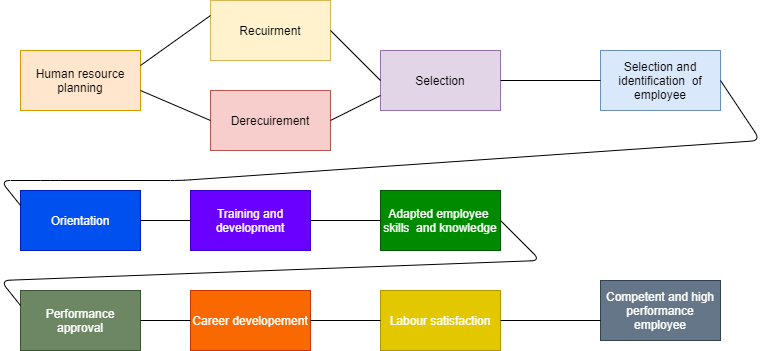 Recuirment
Human resource
planning
Selection
Selection and
identification of
employee
Derecuirement
Orientation
Training and
development
Adapted employee
skills and knowledge
Performance
approval
Career developement
Labour satisfaction
Competent and high
performance
employee